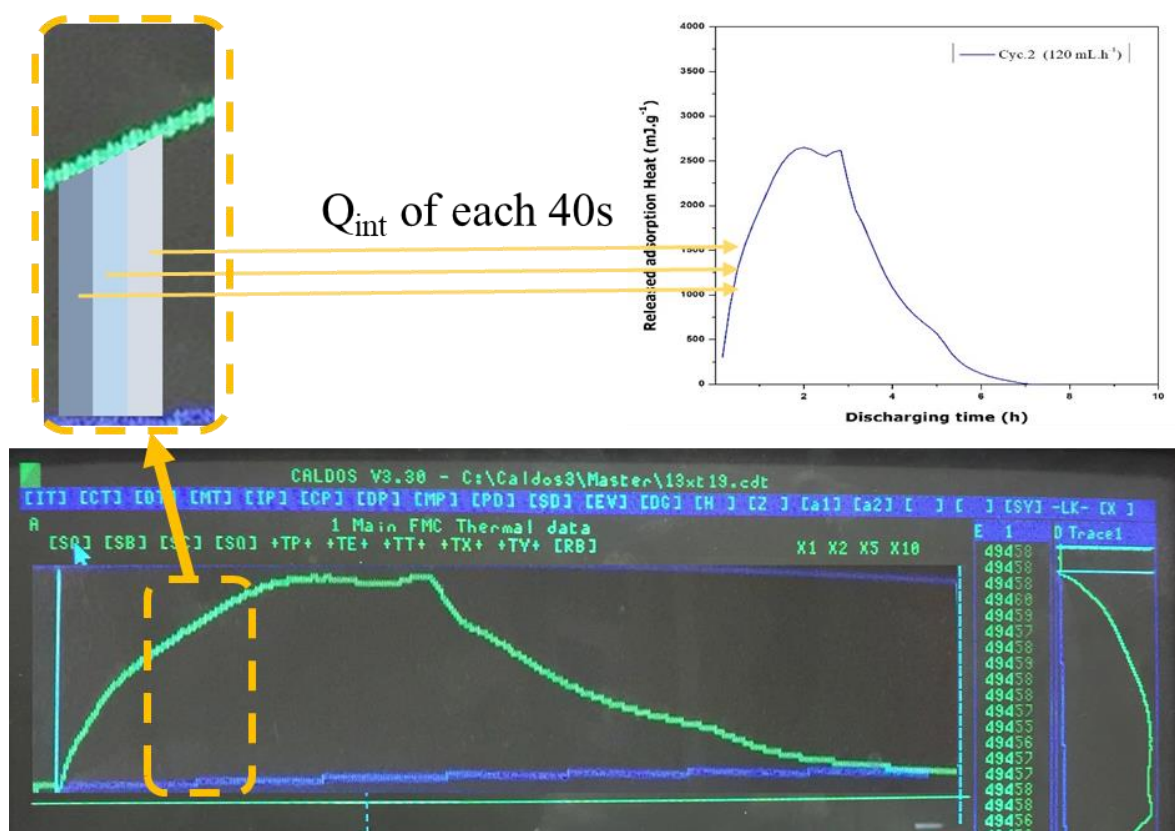 Q_int of each 40s
Released adsorption Heat (mJ.g⁻¹)
4000
3500
3000
2500
2000
1500
1000
500
0
Cyc.2 (120 mL.h⁻¹)
2
4
6
8
10
Discharging time (h)
CALDOS V3.30 - C:\Caldos3\Master\13xt19.cdt
[IT] [CT] [DT] [MT] [IP] [CP] [DP] [MP] [PD] [SD] [EV] [DG] [H ] [Z ] [a1] [a2] [ ] [ ] [SY] -LK- [X ]
A
1 Main FMC Thermal data
[SB] [SC] [SQ] +TP+ +TE+ +TT+ +TX+ +TY+ [RB]
X1 X2 X5 X10
E 1
D Trace1
49458
49458
49458
49460
49459
49457
49458
49459
49458
49458
49457
49455
49456
49457
49457
49458
49458
49456